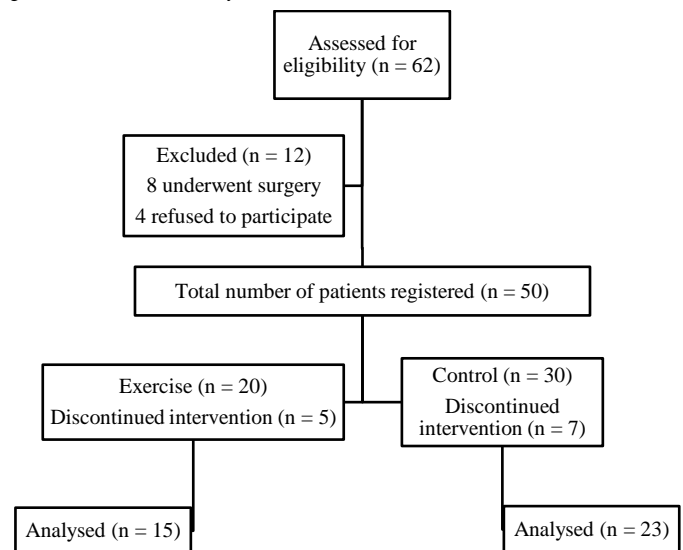 Assessed for
eligibility (n = 62)
Excluded (n = 12)
8 underwent surgery
4 refused to participate
Total number of patients registered (n = 50)
Exercise (n = 20)
Discontinued intervention (n = 5)
Control (n = 30)
Discontinued
intervention (n = 7)
Analysed (n = 15)
Analysed (n = 23)